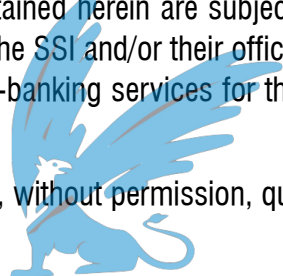 tained herein are subjec
he SSI and/or their offic
-banking services for th
, without permission, qu